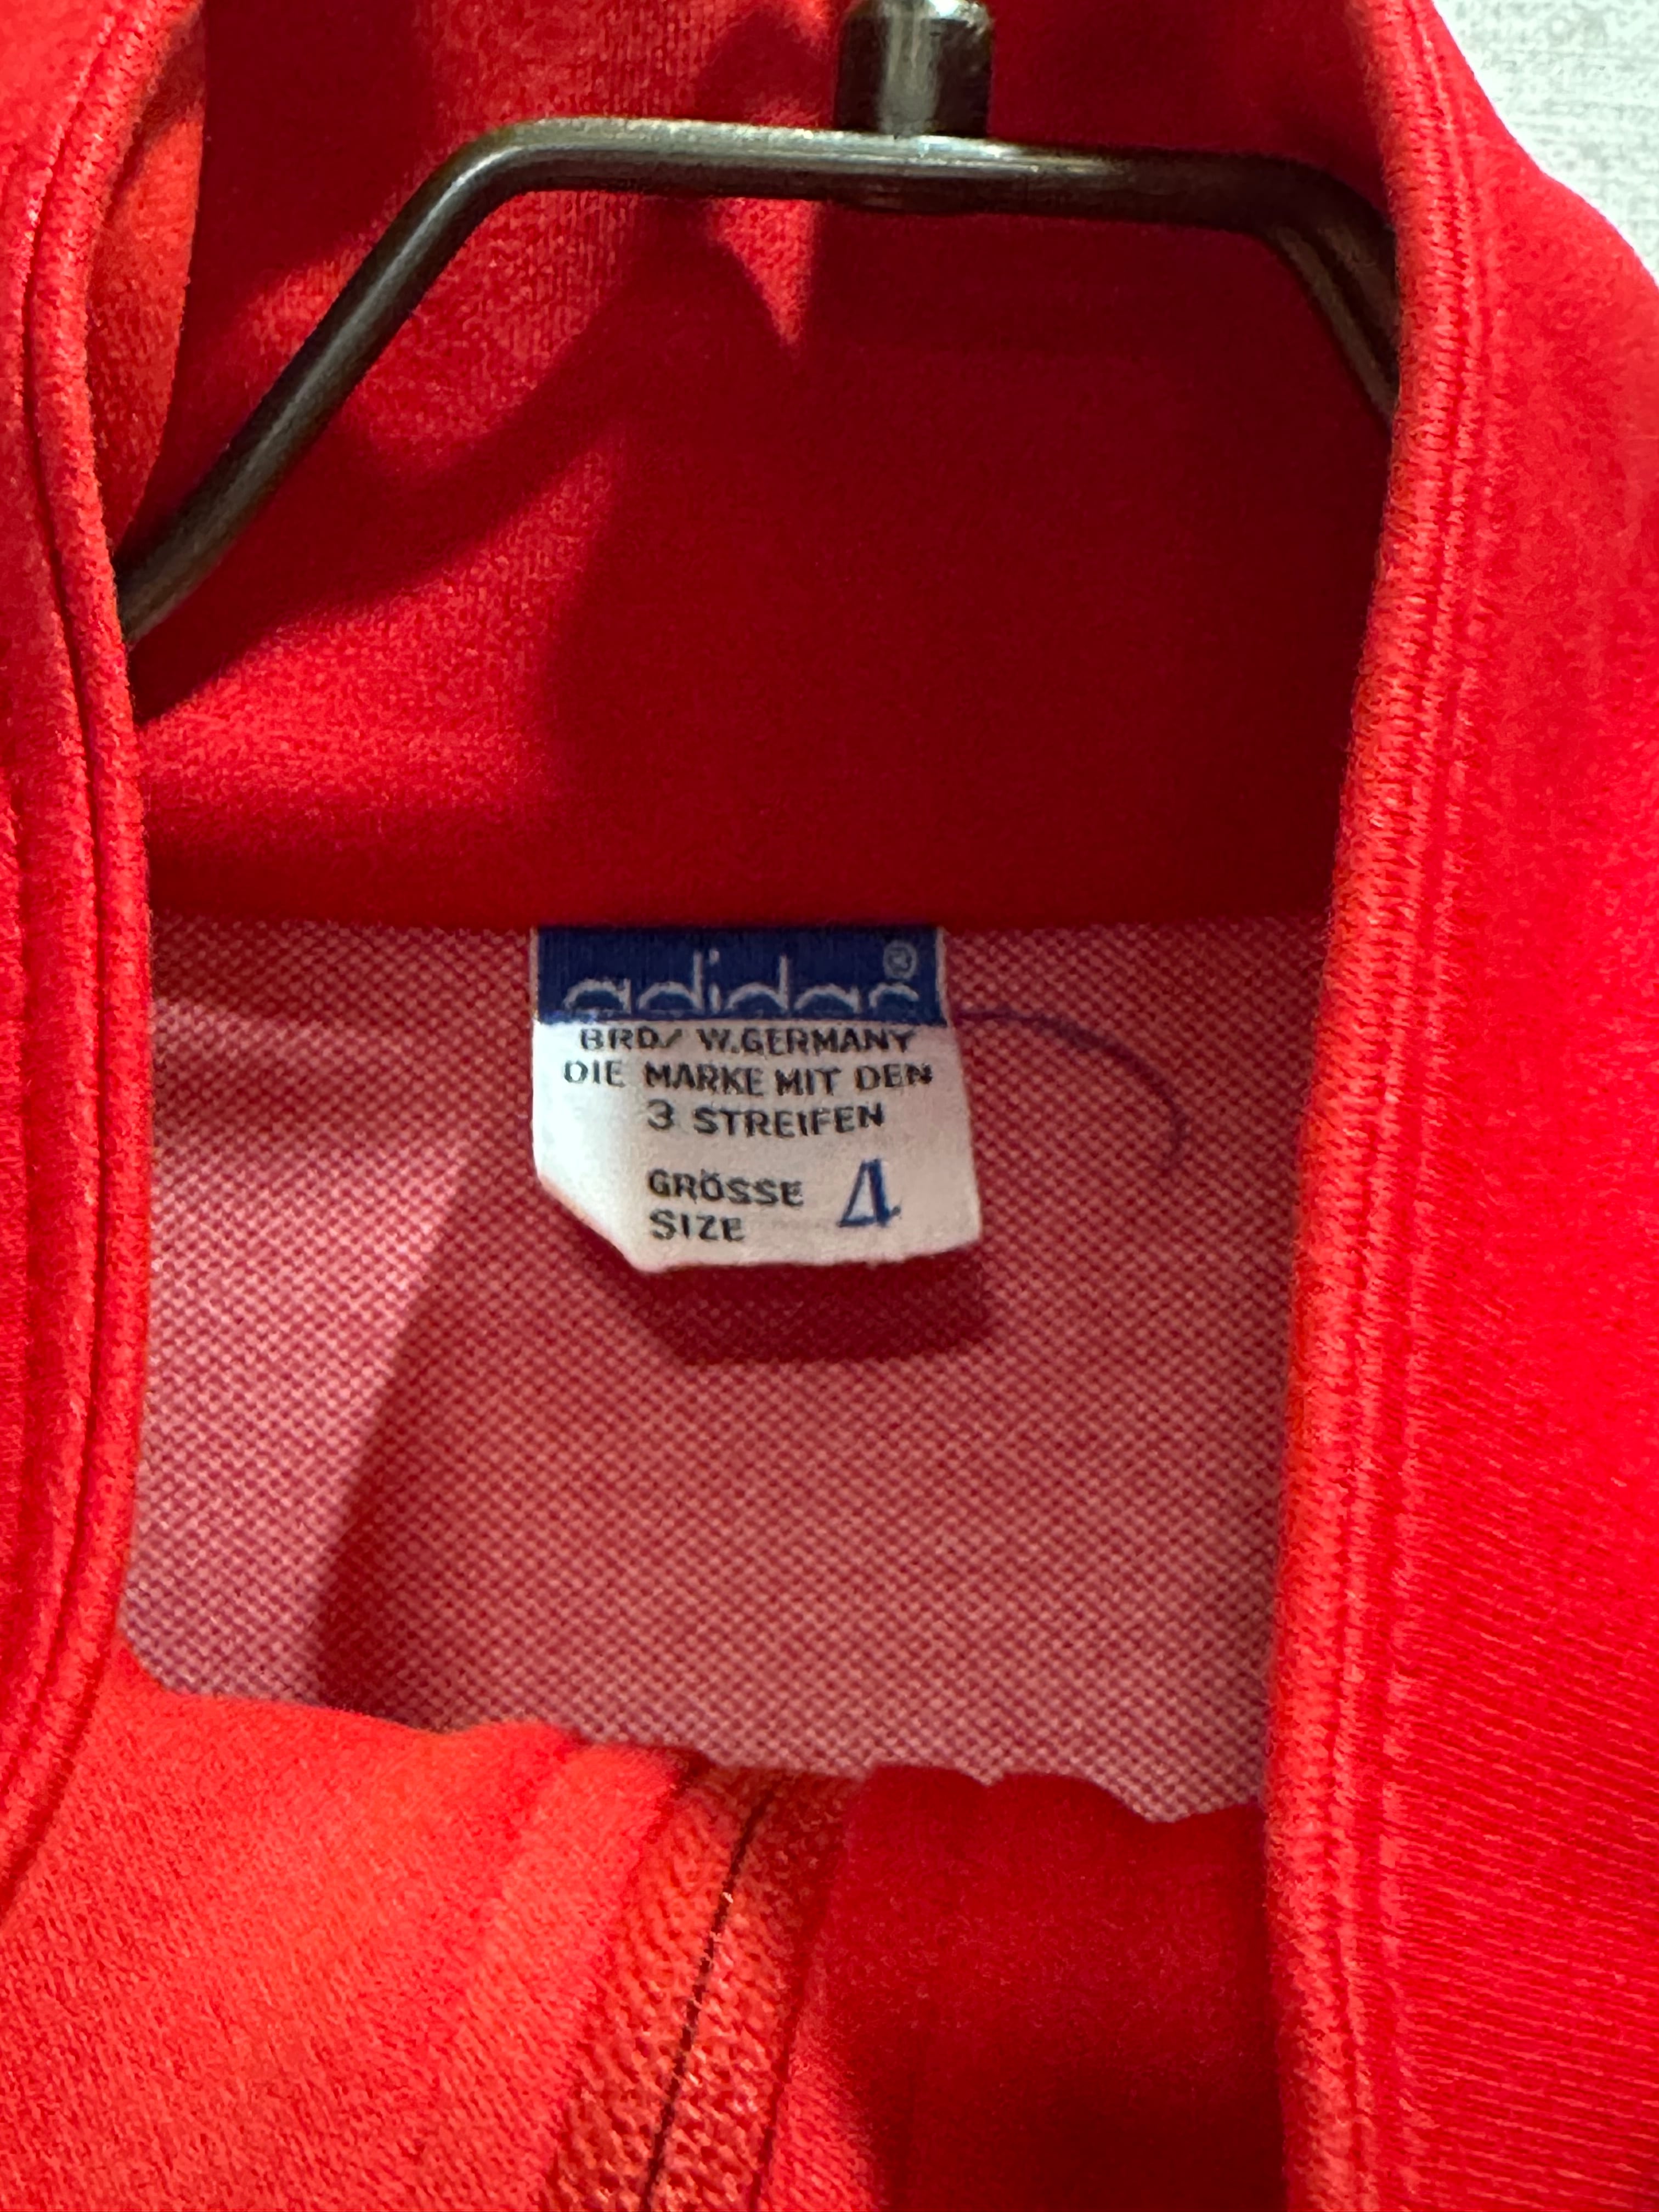 adidas®
BRD/ W.GERMANY
DIE MARKE MIT DEN
3 STREIFEN
GRÖSSE 4
SIZE